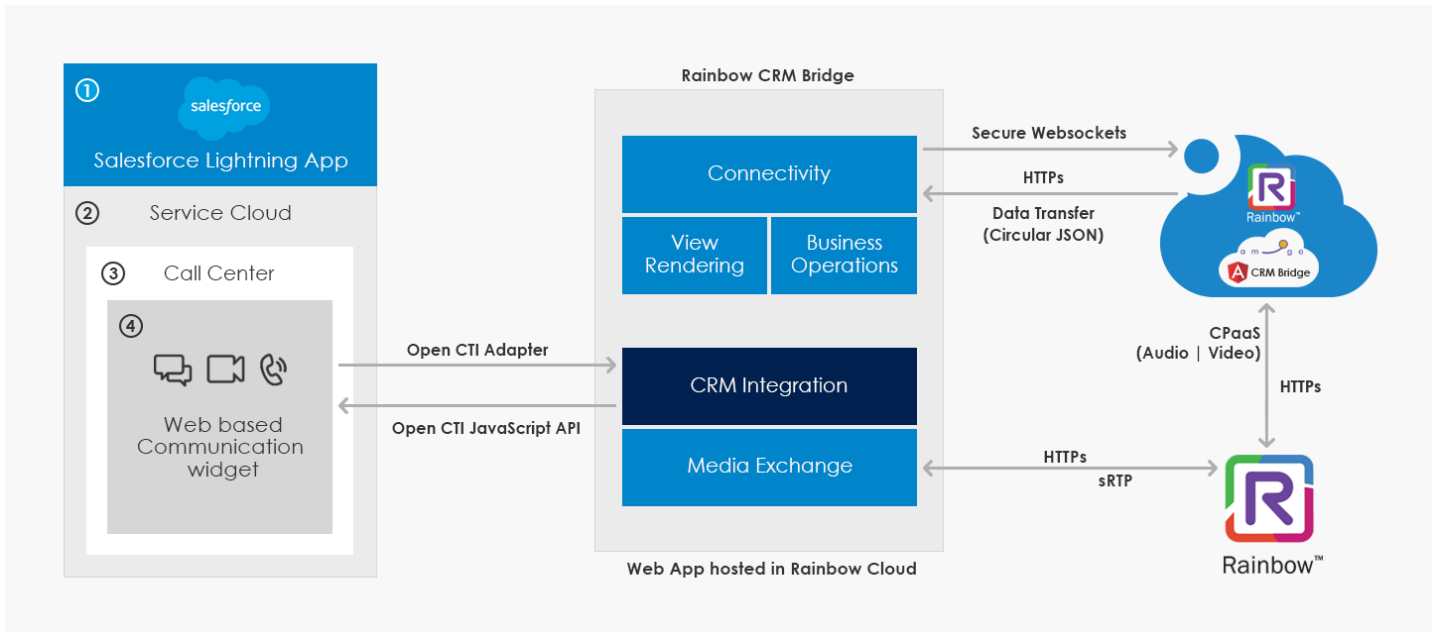 ①
salesforce
Salesforce Lightning App
②
Service Cloud
③
Call Center
④
Web based
Communication
widget
Open CTI Adapter
Open CTI JavaScript API
Rainbow CRM Bridge
Connectivity
View
Rendering
Business
Operations
CRM Integration
Media Exchange
Web App hosted in Rainbow Cloud
Secure Websockets
HTTPs
Data Transfer
(Circular JSON)
R
Rainbow™
amigo
A
CRM Bridge
CPaaS
(Audio | Video)
HTTPs
HTTPs
sRTP
R
Rainbow™